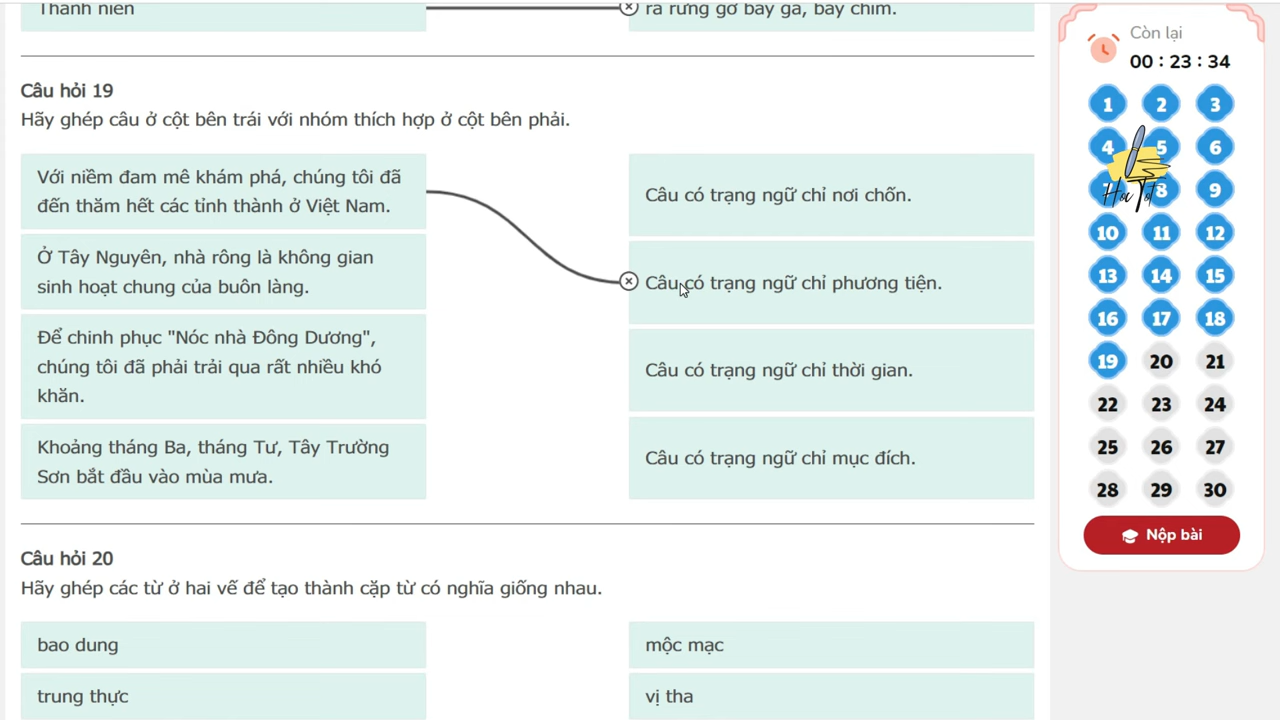 Thanh niên
ra rừng gỡ bẫy gà, bẫy chim.
Câu hỏi 19
Hãy ghép câu ở cột bên trái với nhóm thích hợp ở cột bên phải.
Với niềm đam mê khám phá, chúng tôi đã
đến thăm hết các tỉnh thành ở Việt Nam.
Ở Tây Nguyên, nhà rông là không gian
sinh hoạt chung của buôn làng.
Để chinh phục "Nóc nhà Đông Dương",
chúng tôi đã phải trải qua rất nhiều khó
khăn.
Khoảng tháng Ba, tháng Tư, Tây Trường
Sơn bắt đầu vào mùa mưa.
Câu có trạng ngữ chỉ nơi chốn.
Câu có trạng ngữ chỉ phương tiện.
Câu có trạng ngữ chỉ thời gian.
Câu có trạng ngữ chỉ mục đích.
Câu hỏi 20
Hãy ghép các từ ở hai vế để tạo thành cặp từ có nghĩa giống nhau.
bao dung
mộc mạc
trung thực
vị tha
Còn lại
00 : 23 : 34
1 2 3
4 5 6
7 8 9
Học Tốt
10 11 12
13 14 15
16 17 18
19 20 21
22 23 24
25 26 27
28 29 30
Nộp bài